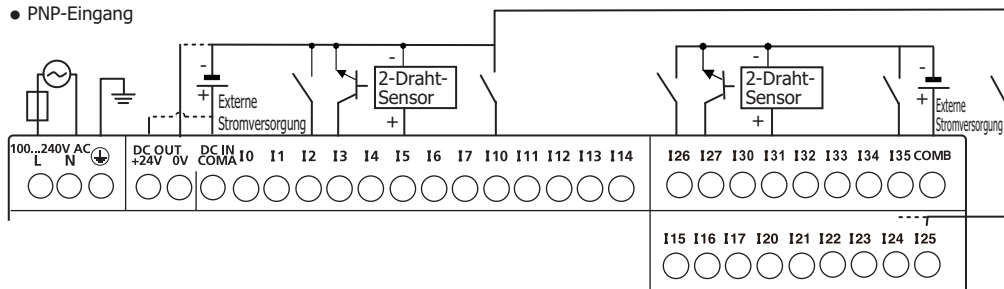 ● PNP-Eingang
-
-
2-Draht-
Sensor
+
+
Externe
Stromversorgung
-
2-Draht-
Sensor
+
-
+
Externe
Stromversorgung
100...240V AC
L N
DC OUT
+24V 0V
DC IN
COMA
I0 I1 I2 I3 I4 I5 I6 I7 I10 I11 I12 I13 I14
I26 I27 I30 I31 I32 I33 I34 I35 COMB
I15 I16 I17 I20 I21 I22 I23 I24 I25